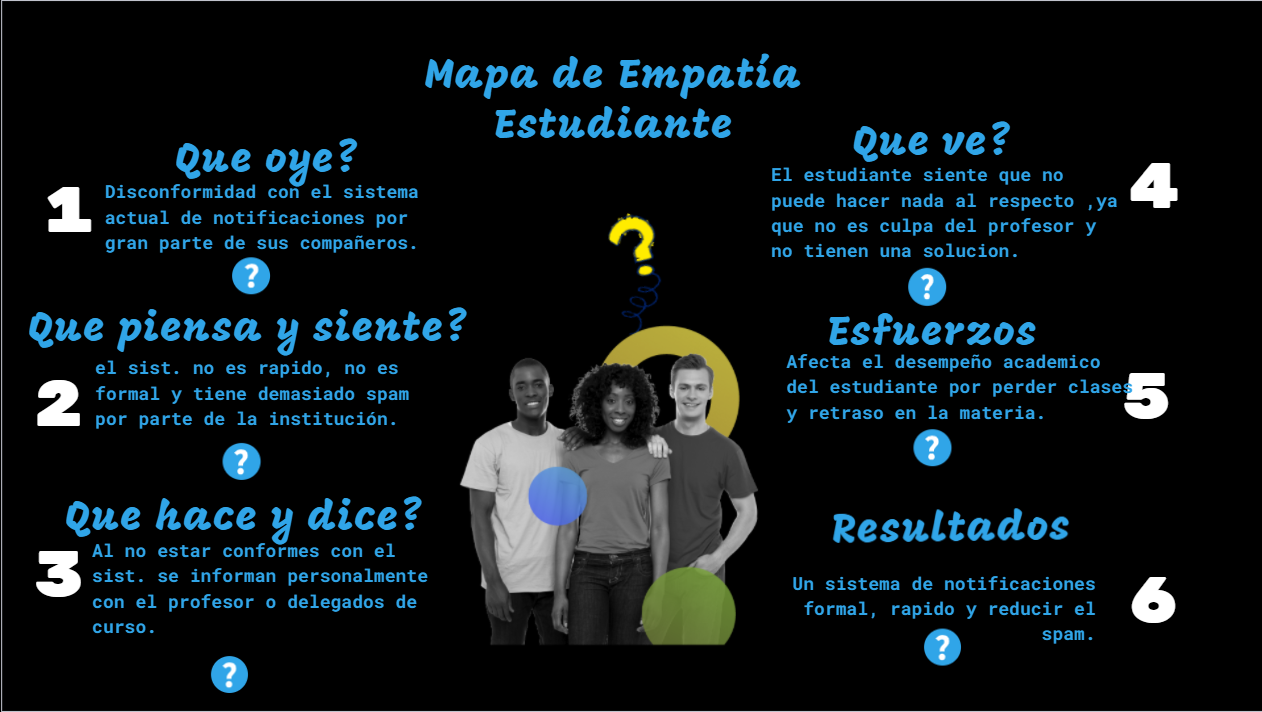 Mapa de Empatía
Estudiante
Que oye?
1
Disconformidad con el sistema
actual de notificaciones por
gran parte de sus compañeros.
?
Que piensa y siente?
2
el sist. no es rapido, no es
formal y tiene demasiado spam
por parte de la institución.
?
Que hace y dice?
3
Al no estar conformes con el
sist. se informan personalmente
con el profesor o delegados de
curso.
?
?
Que ve?
4
El estudiante siente que no
puede hacer nada al respecto ,ya
que no es culpa del profesor y
no tienen una solucion.
?
Esfuerzos
5
Afecta el desempeño academico
del estudiante por perder clases
y retraso en la materia.
?
Resultados
6
Un sistema de notificaciones
formal, rapido y reducir el
spam.
?